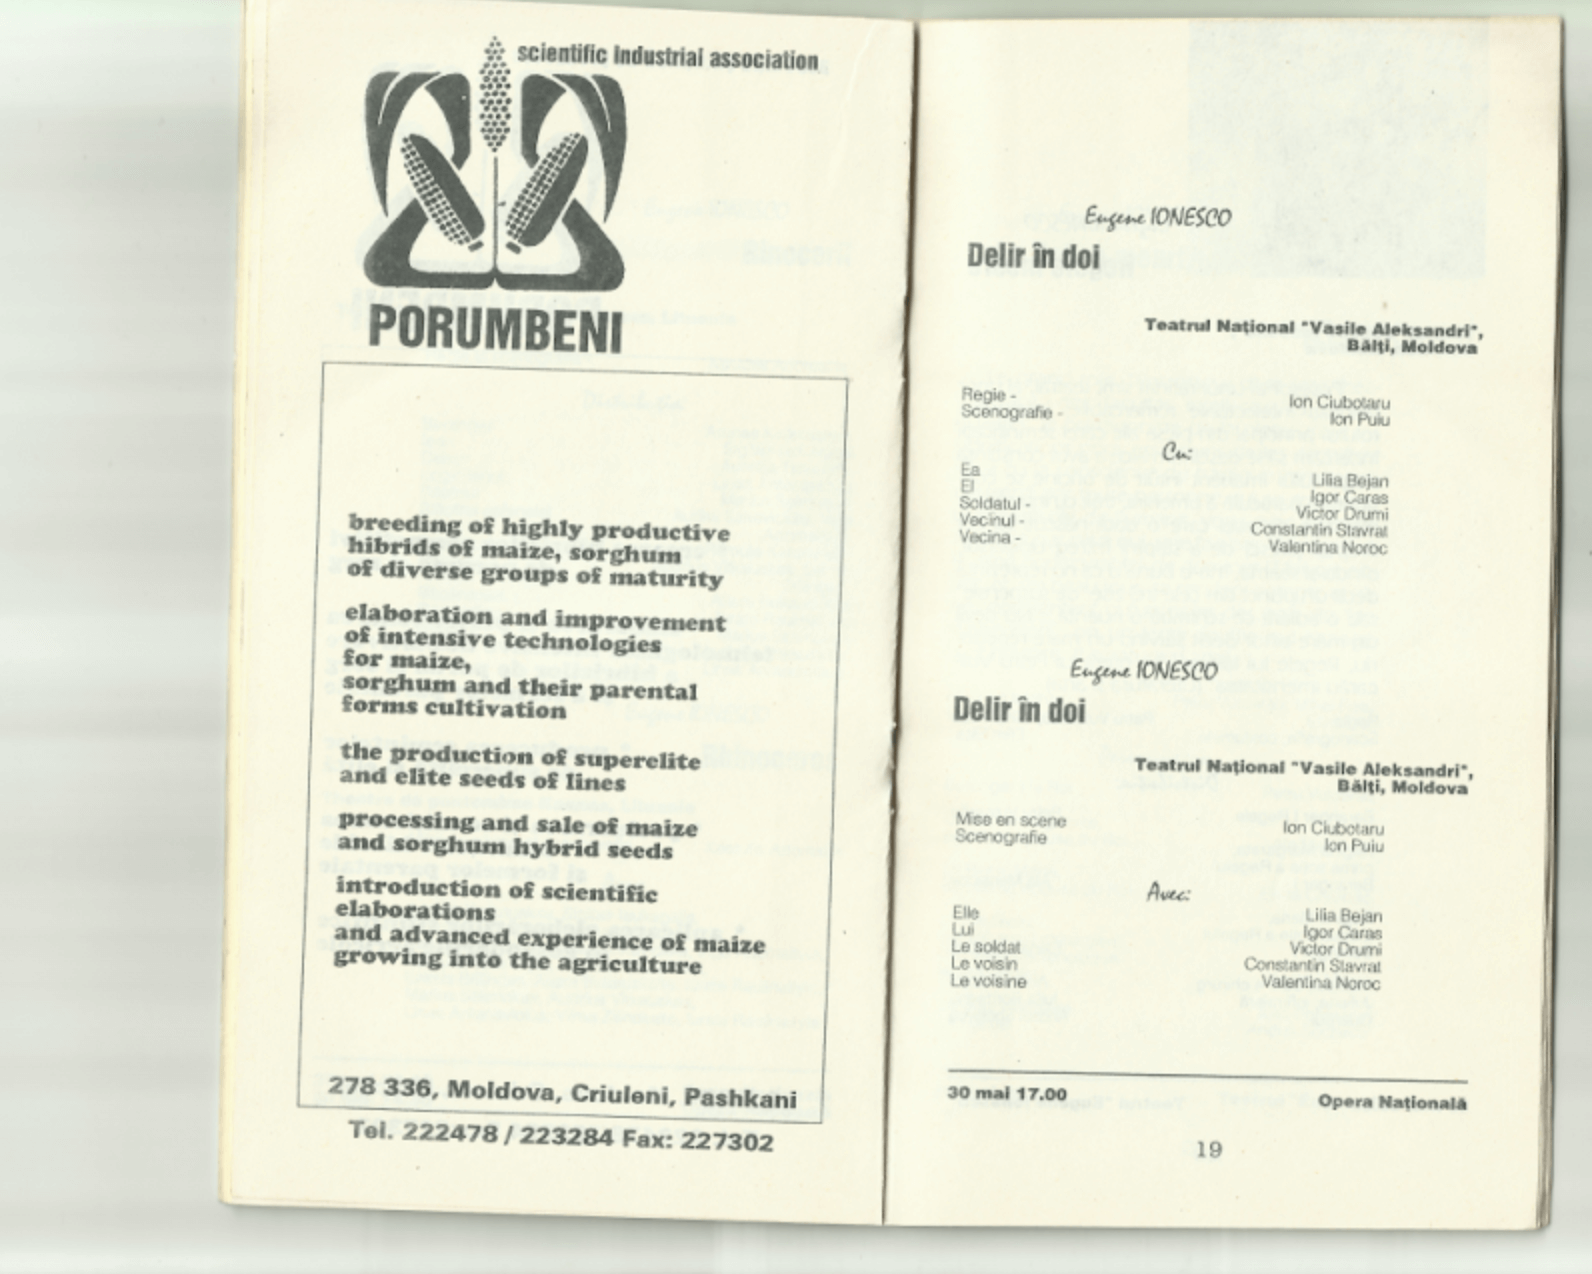 scientific industrial association
PORUMBENI
breeding of highly productive
hibrids of maize, sorghum
of diverse groups of maturity
elaboration and improvement
of intensive technologies
for maize,
sorghum and their parental
forms cultivation
the production of superelite
and elite seeds of lines
processing and sale of maize
and sorghum hybrid seeds
introduction of scientific
elaborations
and advanced experience of maize
growing into the agriculture
278 336, Moldova, Criuleni, Pashkani
Tel. 222478 / 223284 Fax: 227302
Eugene IONESCO
Delir în doi
Teatrul Național "Vasile Aleksandri",
Bălți, Moldova
Regie - Ion Ciubotaru
Scenografie - Ion Puiu
Cu:
Ea Lilia Bejan
El Igor Caras
Soldatul - Victor Drumi
Vecinul - Constantin Stavrat
Vecina - Valentina Noroc
Eugene IONESCO
Delir în doi
Teatrul Național "Vasile Aleksandri",
Bălți, Moldova
Mise en scene Ion Ciubotaru
Scenografie Ion Puiu
Avec:
Elle Lilia Bejan
Lui Igor Caras
Le soldat Victor Drumi
Le voisin Constantin Stavrat
Le voisine Valentina Noroc
30 mai 17.00 Opera Națională
19